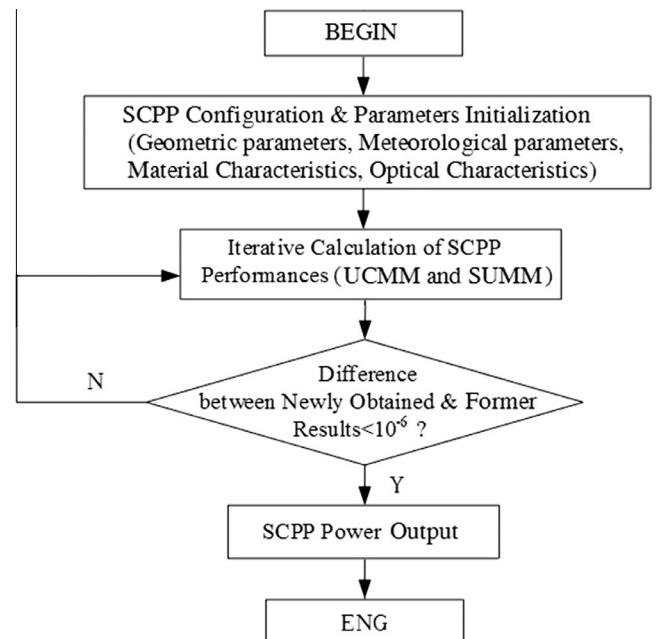 BEGIN
SCPP Configuration & Parameters Initialization
(Geometric parameters, Meteorological parameters,
Material Characteristics, Optical Characteristics)
Iterative Calculation of SCPP
Performances (UCMM and SUMM)
Difference
between Newly Obtained & Former
Results<10⁻⁶ ?
N
Y
SCPP Power Output
ENG